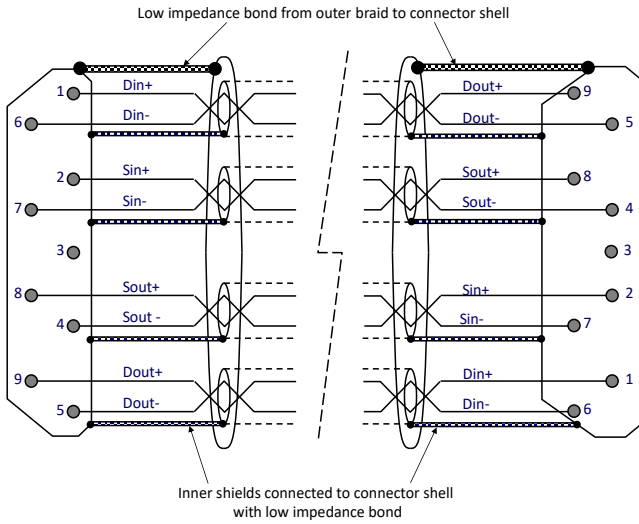 Low impedance bond from outer braid to connector shell
1 Din+ Dout+ 9
6 Din- Dout- 5
2 Sin+ Sout+ 8
7 Sin- Sout- 4
3 3
8 Sout+ Sin+ 2
4 Sout - Sin- 7
9 Dout+ Din+ 1
5 Dout- Din- 6
Inner shields connected to connector shell
with low impedance bond